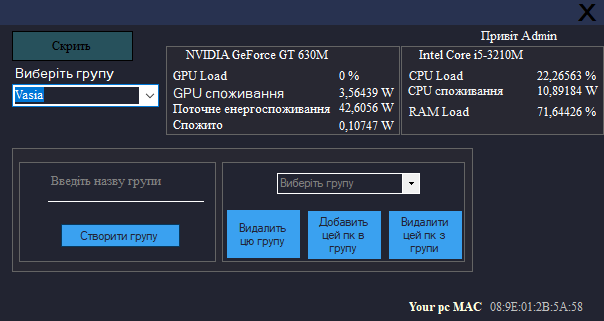 X
Привіт Admin
Скрить
Виберіть групу
Vasia
NVIDIA GeForce GT 630M
GPU Load 0 %
GPU споживання 3,56439 W
Поточне енергоспоживання 42,6056 W
Спожито 0,10747 W
Intel Core i5-3210M
CPU Load 22,26563 %
CPU споживання 10,89184 W
RAM Load 71,64426 %
Введіть назву групи
Створити групу
Виберіть групу
Видалать
цю групу
Добавить
цей пк в
групу
Видалити
цей пк з
групи
Your pc MAC 08:9E:01:2B:5A:58